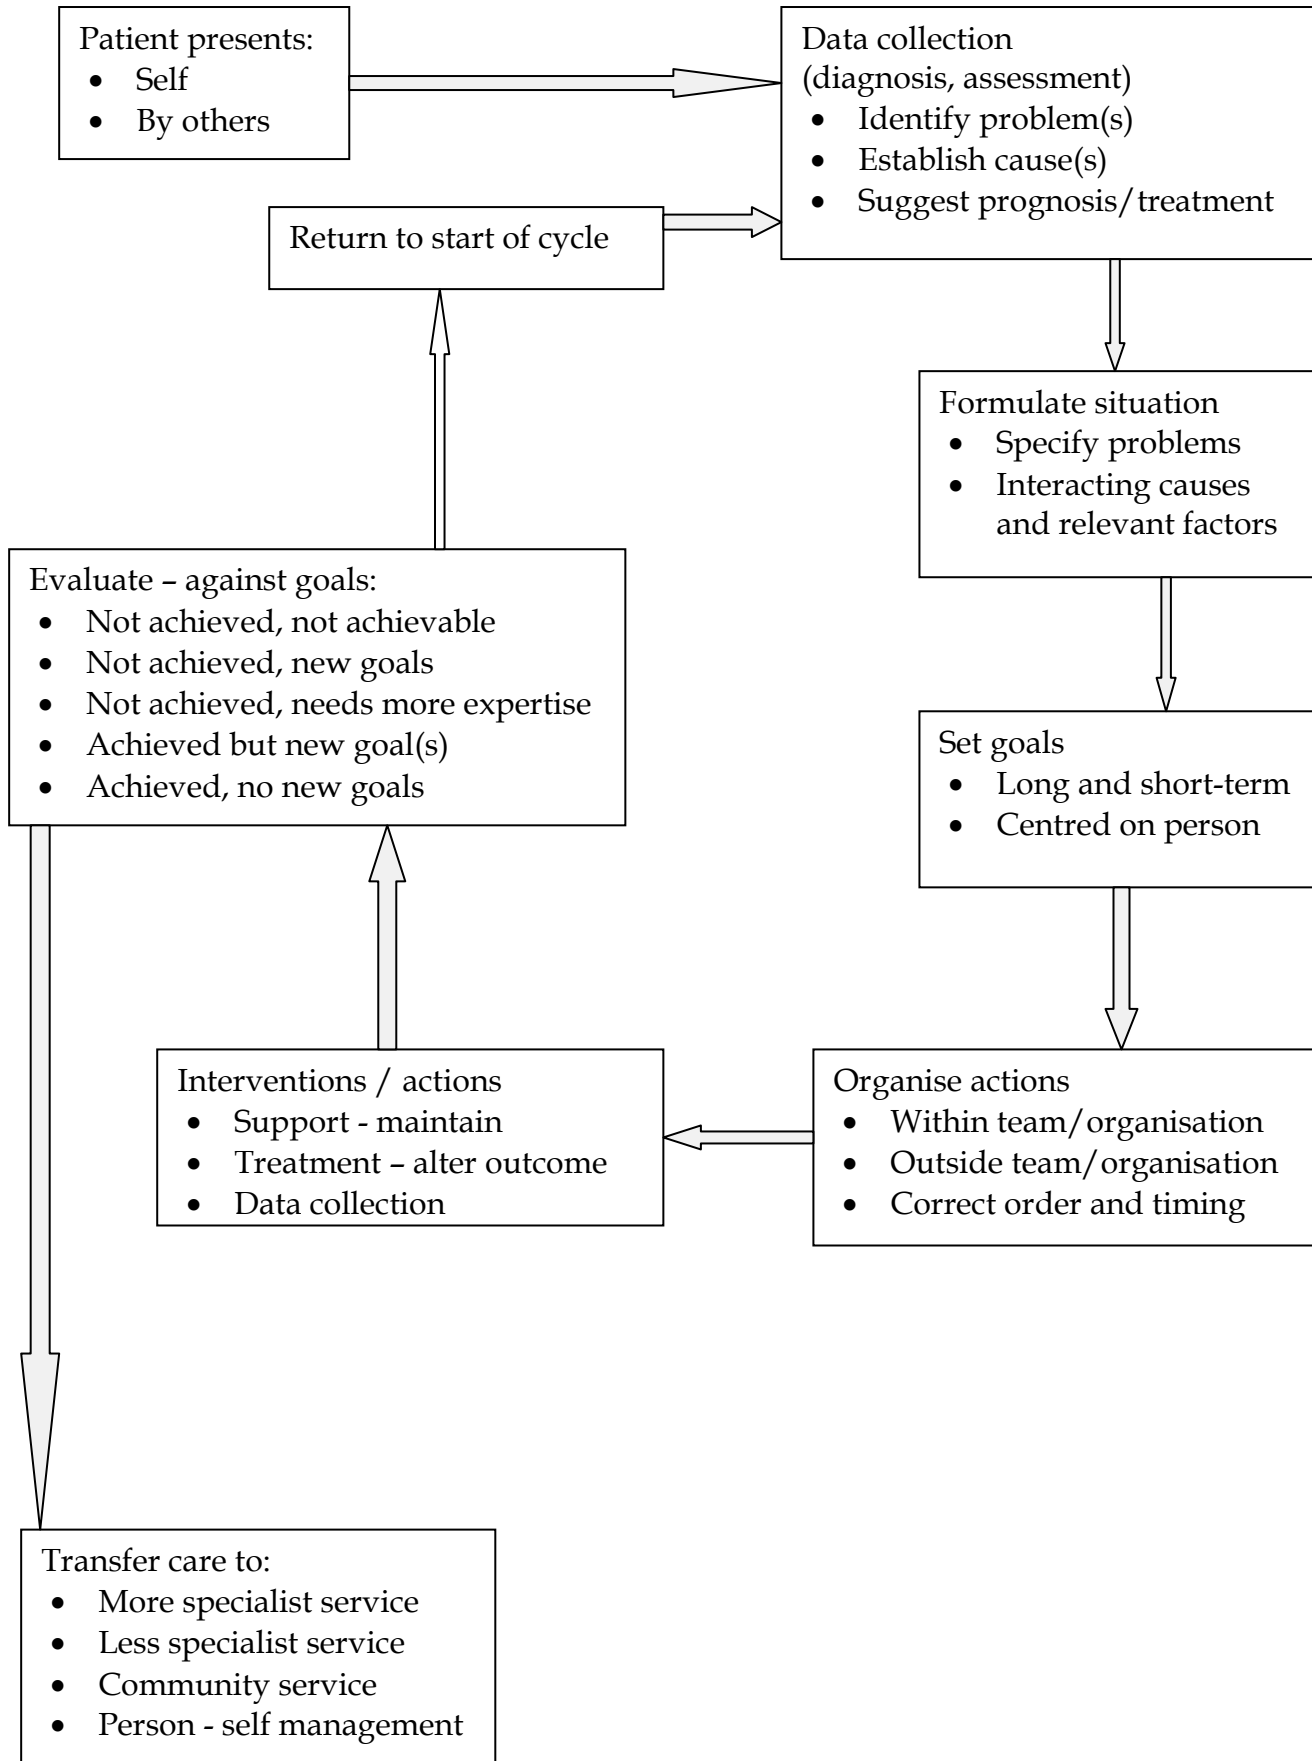 Patient presents:
• Self
• By others
Data collection
(diagnosis, assessment)
• Identify problem(s)
• Establish cause(s)
• Suggest prognosis/treatment
Return to start of cycle
Formulate situation
• Specify problems
• Interacting causes
and relevant factors
Evaluate – against goals:
• Not achieved, not achievable
• Not achieved, new goals
• Not achieved, needs more expertise
• Achieved but new goal(s)
• Achieved, no new goals
Set goals
• Long and short-term
• Centred on person
Interventions / actions
• Support - maintain
• Treatment – alter outcome
• Data collection
Organise actions
• Within team/organisation
• Outside team/organisation
• Correct order and timing
Transfer care to:
• More specialist service
• Less specialist service
• Community service
• Person - self management